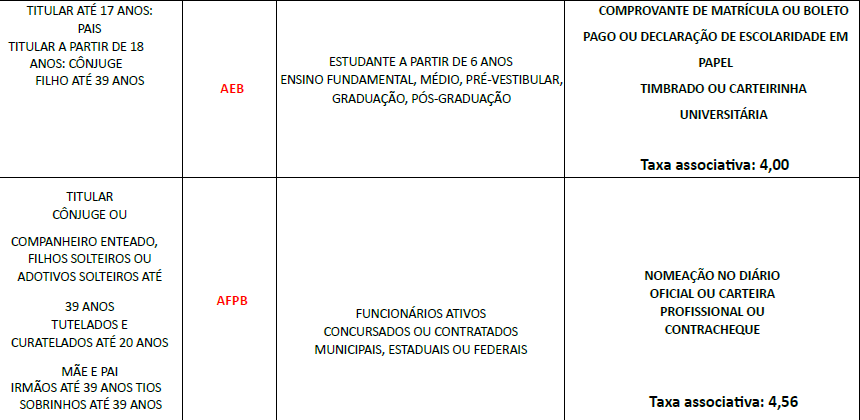 TITULAR ATÉ 17 ANOS:
PAIS
TITULAR A PARTIR DE 18
ANOS: CÔNJUGE
FILHO ATÉ 39 ANOS
AEB
ESTUDANTE A PARTIR DE 6 ANOS
ENSINO FUNDAMENTAL, MÉDIO, PRÉ-VESTIBULAR,
GRADUAÇÃO, PÓS-GRADUAÇÃO
COMPROVANTE DE MATRÍCULA OU BOLETO
PAGO OU DECLARAÇÃO DE ESCOLARIDADE EM
PAPEL
TIMBRADO OU CARTEIRINHA
UNIVERSITÁRIA
Taxa associativa: 4,00
TITULAR
CÔNJUGE OU
COMPANHEIRO ENTEADO,
FILHOS SOLTEIROS OU
ADOTIVOS SOLTEIROS ATÉ
39 ANOS
TUTELADOS E
CURATELADOS ATÉ 20 ANOS
MÃE E PAI
IRMÃOS ATÉ 39 ANOS TIOS
SOBRINHOS ATÉ 39 ANOS
AFPB
FUNCIONÁRIOS ATIVOS
CONCURSADOS OU CONTRATADOS
MUNICIPAIS, ESTADUAIS OU FEDERAIS
NOMEAÇÃO NO DIÁRIO
OFICIAL OU CARTEIRA
PROFISSIONAL OU
CONTRACHEQUE
Taxa associativa: 4,56